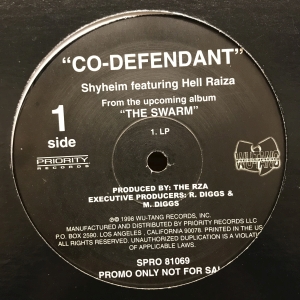 "CO-DEFENDANT"
Shyheim featuring Hell Raiza
From the upcoming album
"THE SWARM"
1
side
1. LP
PRIORITY
RECORDS
WU-TANG
PRODUCED BY: THE RZA
EXECUTIVE PRODUCERS: R. DIGGS &
M. DIGGS
℗© 1998 WU-TANG RECORDS, INC.
MANUFACTURED AND DISTRIBUTED BY PRIORITY RECORDS LLC
P.O. BOX 2590. LOS ANGELES , CALIFORNIA 90078. PRINTED IN THE US
ALL RIGHTS RESERVED. UNAUTHORIZED DUPLICATION IS A VIOLAT
OF APPLICABLE LAWS.
SPRO 81069
PROMO ONLY NOT FOR SAL